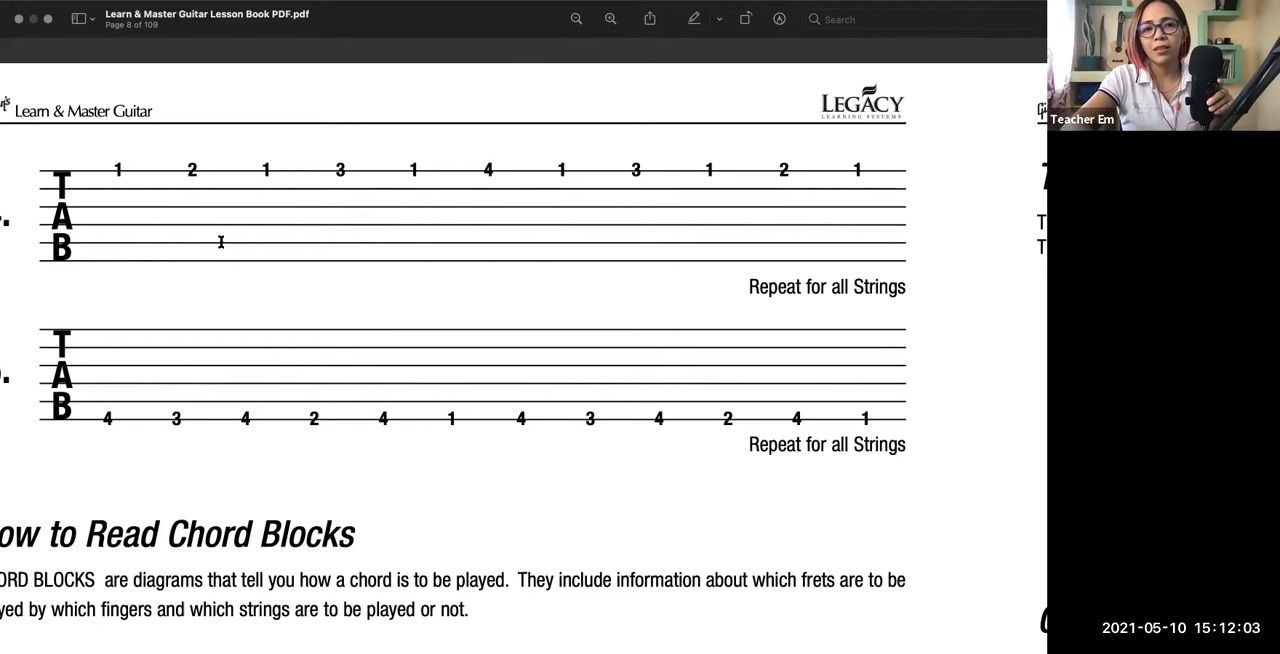 Learn & Master Guitar Lesson Book PDF.pdf
Page 8 of 109
Search
Teacher Em
Learn & Master Guitar
LEGACY
LEARNING SYSTEMS
1 2 1 3 1 4 1 3 1 2 1
T
A
B
Repeat for all Strings
T
A
B
4 3 4 2 4 1 4 3 4 2 4 1
Repeat for all Strings
ow to Read Chord Blocks
ORD BLOCKS are diagrams that tell you how a chord is to be played. They include information about which frets are to be
yed by which fingers and which strings are to be played or not.
2021-05-10 15:12:03